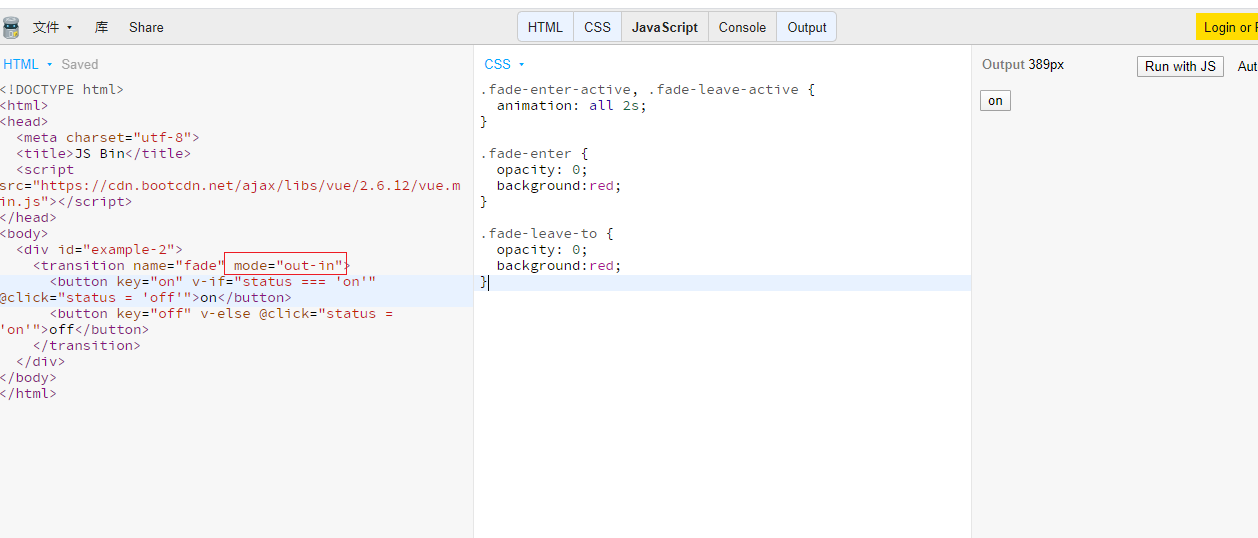 文件 库 Share HTML CSS JavaScript Console Output Login or
HTML Saved
<!DOCTYPE html>
<html>
<head>
  <meta charset="utf-8">
  <title>JS Bin</title>
  <script
src="https://cdn.bootcdn.net/ajax/libs/vue/2.6.12/vue.m
in.js"></script>
</head>
<body>
  <div id="example-2">
    <transition name="fade" mode="out-in">
      <button key="on" v-if="status === 'on'"
@click="status = 'off'">on</button>
      <button key="off" v-else @click="status =
'on'">off</button>
    </transition>
  </div>
</body>
</html>
CSS
.fade-enter-active, .fade-leave-active {
  animation: all 2s;
}
.fade-enter {
  opacity: 0;
  background:red;
}
.fade-leave-to {
  opacity: 0;
  background:red;
}
Output 389px Run with JS Aut
on